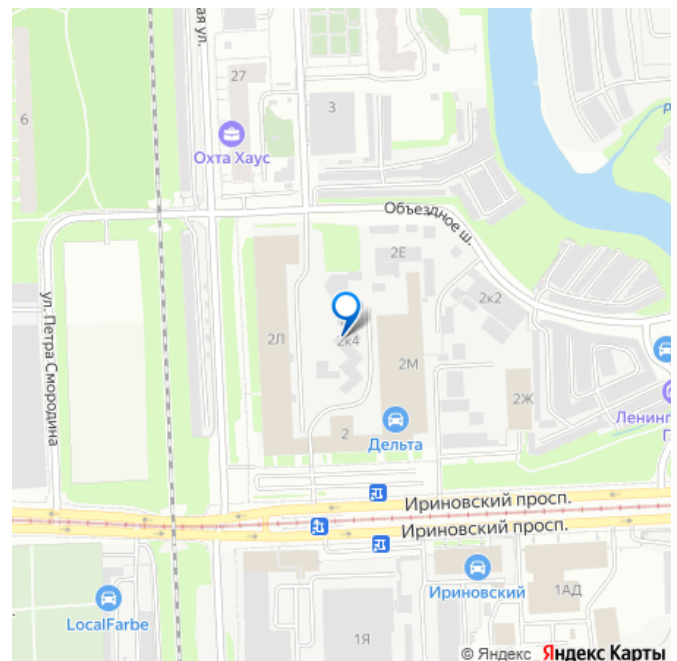 ая ул.
27
3
6
Охта Хаус
Объездное ш.
2Е
2к2
ул. Петра Смородина
2Л
2к4
2М
2Ж
Ленинг
Г
2
Дельта
Ириновский просп.
Ириновский просп.
Ириновский
1АД
LocalFarbe
1Я
© Яндекс Яндекс Карты